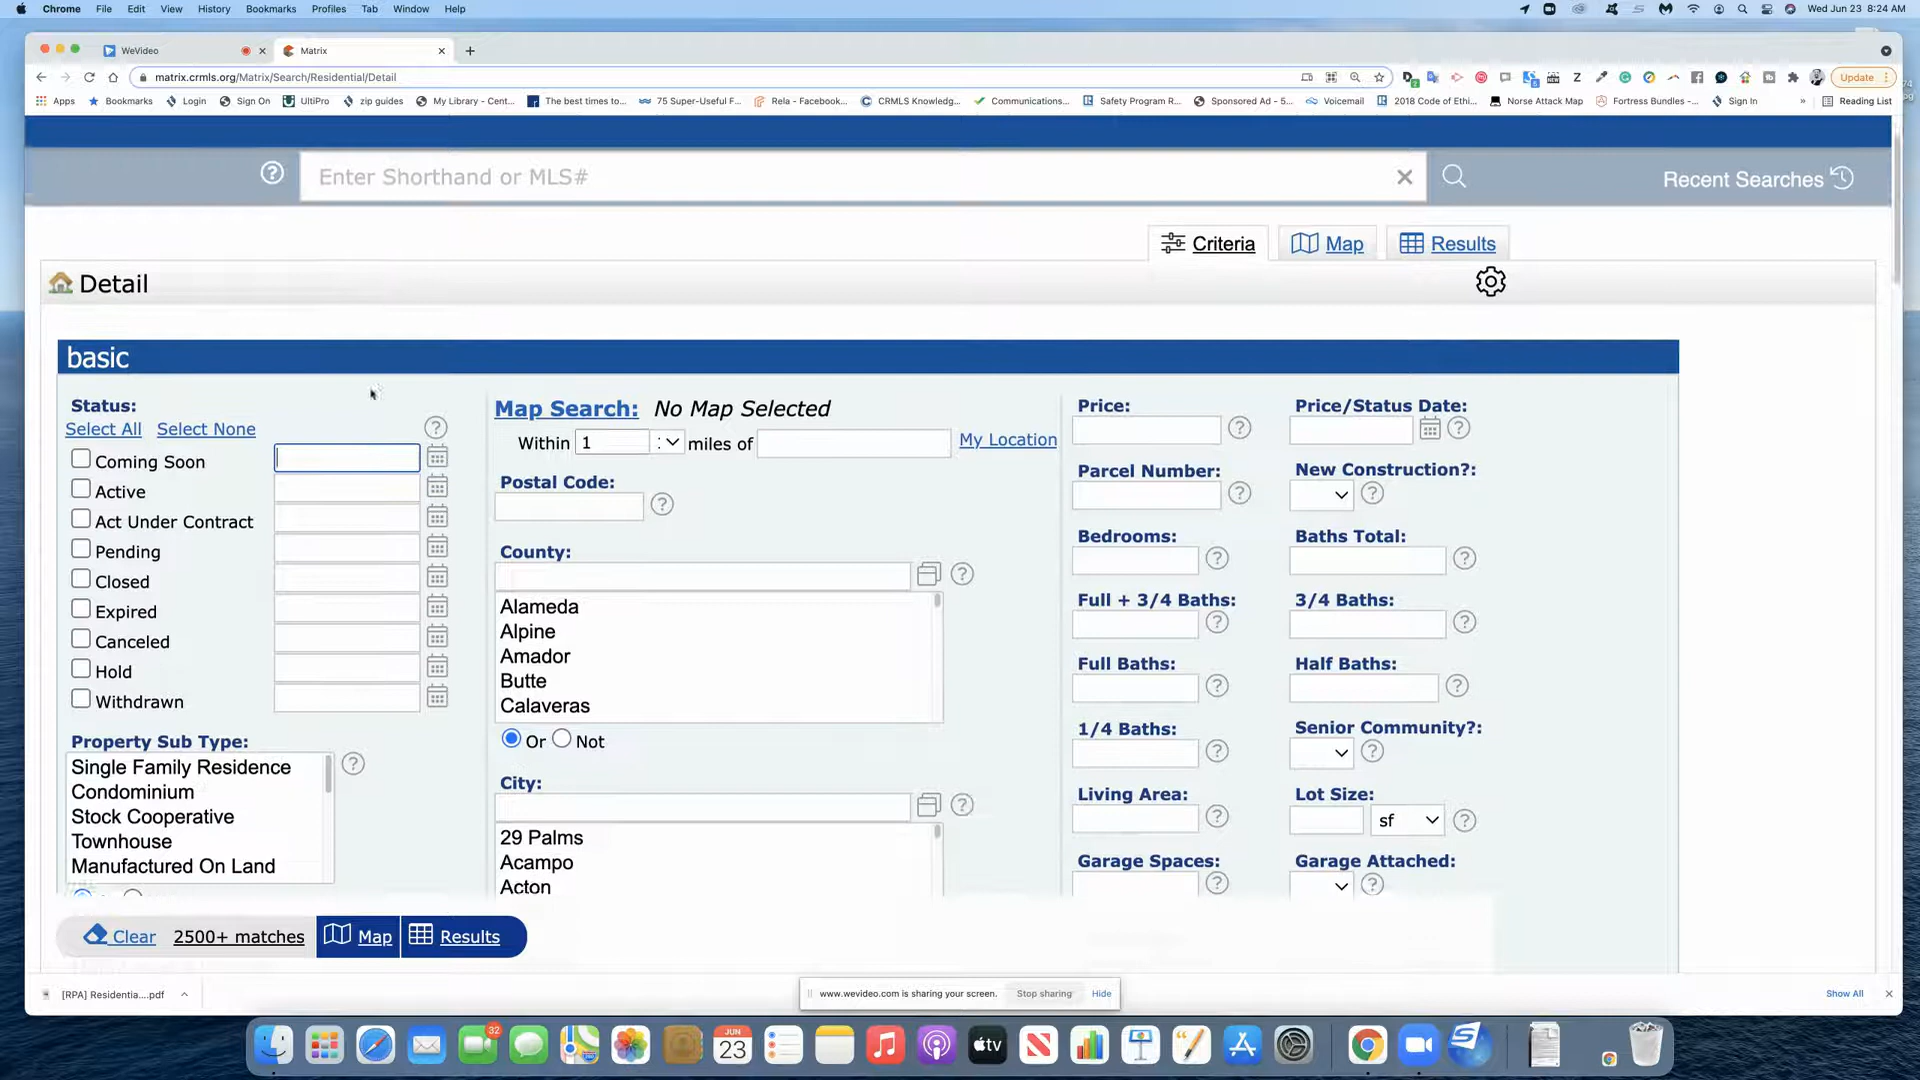 Chrome File Edit View History Bookmarks Profiles Tab Window Help Wed Jun 23 8:24 AM
WeVideo Matrix
matrix.crmls.org/Matrix/Search/Residential/Detail Update
Apps Bookmarks Login Sign On UltiPro zip guides My Library - Cent... The best times to... 75 Super-Useful F... Rela - Facebook... CRMLS Knowledg... Communications... Safety Program R... Sponsored Ad - 5... Voicemail 2018 Code of Ethi... Norse Attack Map Fortress Bundles -... Sign In » Reading List
Enter Shorthand or MLS# Recent Searches
Criteria Map Results
Detail
basic
Status:
Select All Select None
Coming Soon
Active
Act Under Contract
Pending
Closed
Expired
Canceled
Hold
Withdrawn
Property Sub Type:
Single Family Residence
Condominium
Stock Cooperative
Townhouse
Manufactured On Land
Map Search: No Map Selected
Within 1 miles of My Location
Postal Code:
County:
Alameda
Alpine
Amador
Butte
Calaveras
Or Not
City:
29 Palms
Acampo
Acton
Price: Price/Status Date:
Parcel Number: New Construction?:
Bedrooms: Baths Total:
Full + 3/4 Baths: 3/4 Baths:
Full Baths: Half Baths:
1/4 Baths: Senior Community?:
Living Area: Lot Size:
sf
Garage Spaces: Garage Attached:
Clear 2500+ matches Map Results
[RPA] Residentia....pdf
www.wevideo.com is sharing your screen. Stop sharing Hide
Show All
32
JUN
23
tv